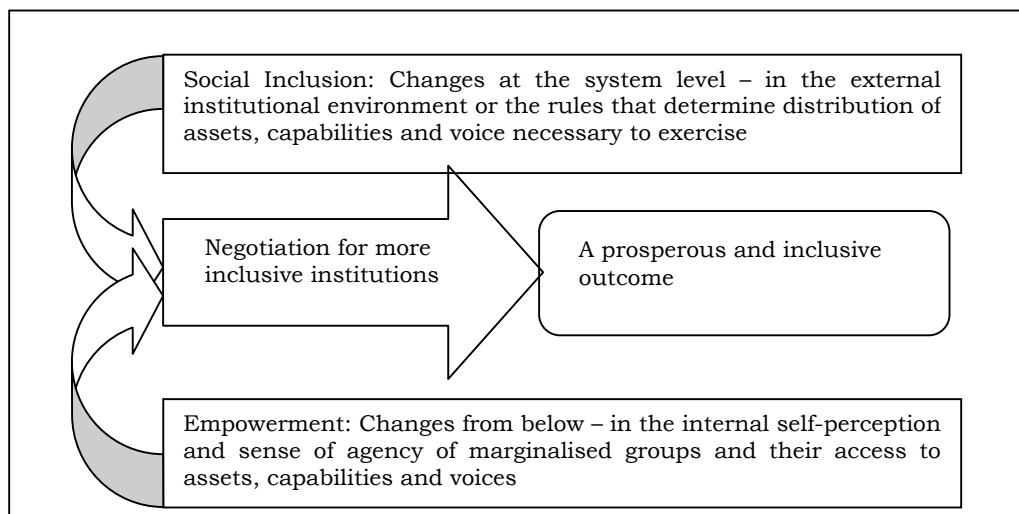 Social Inclusion: Changes at the system level – in the external
institutional environment or the rules that determine distribution of
assets, capabilities and voice necessary to exercise
Negotiation for more
inclusive institutions
A prosperous and inclusive
outcome
Empowerment: Changes from below – in the internal self-perception
and sense of agency of marginalised groups and their access to
assets, capabilities and voices